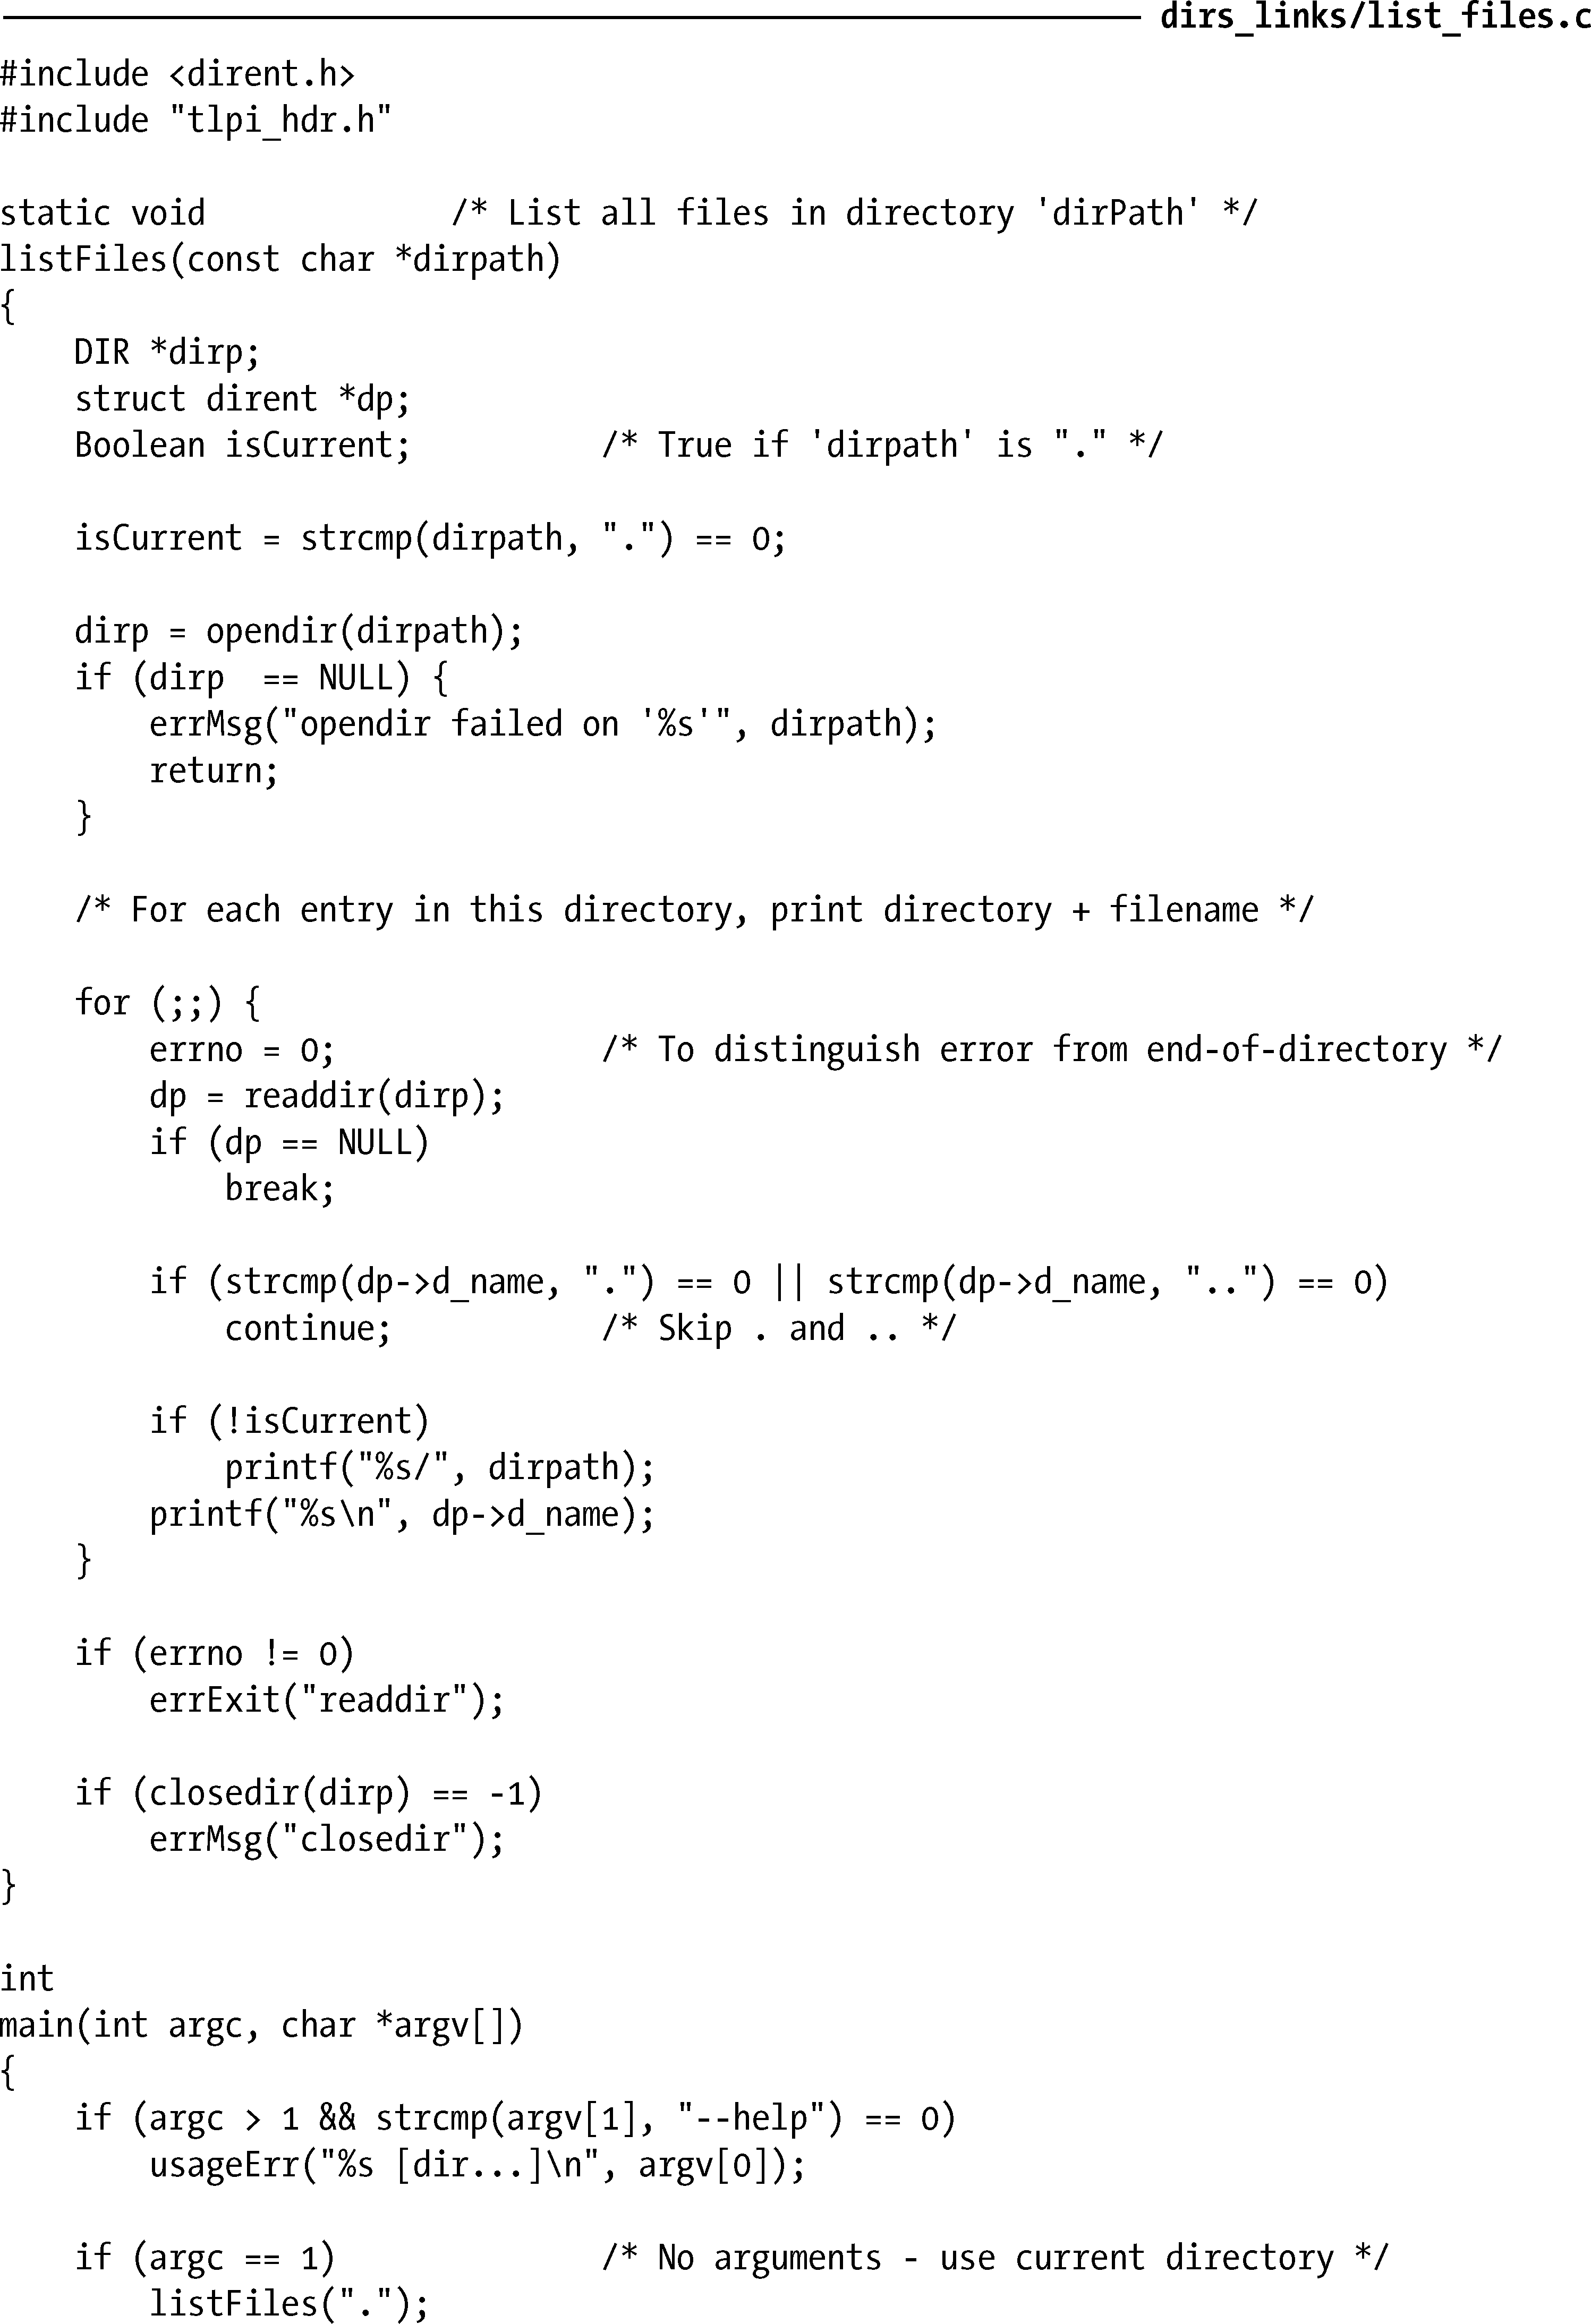 dirs_links/list_files.c
#include <dirent.h>
#include "tlpi_hdr.h"

static void             /* List all files in directory 'dirPath' */
listFiles(const char *dirpath)
{
    DIR *dirp;
    struct dirent *dp;
    Boolean isCurrent;          /* True if 'dirpath' is "." */

    isCurrent = strcmp(dirpath, ".") == 0;

    dirp = opendir(dirpath);
    if (dirp  == NULL) {
        errMsg("opendir failed on '%s'", dirpath);
        return;
    }

    /* For each entry in this directory, print directory + filename */

    for (;;) {
        errno = 0;              /* To distinguish error from end-of-directory */
        dp = readdir(dirp);
        if (dp == NULL)
            break;

        if (strcmp(dp->d_name, ".") == 0 || strcmp(dp->d_name, "..") == 0)
            continue;           /* Skip . and .. */

        if (!isCurrent)
            printf("%s/", dirpath);
        printf("%s\n", dp->d_name);
    }

    if (errno != 0)
        errExit("readdir");

    if (closedir(dirp) == -1)
        errMsg("closedir");
}

int
main(int argc, char *argv[])
{
    if (argc > 1 && strcmp(argv[1], "--help") == 0)
        usageErr("%s [dir...]\n", argv[0]);

    if (argc == 1)              /* No arguments - use current directory */
        listFiles(".");